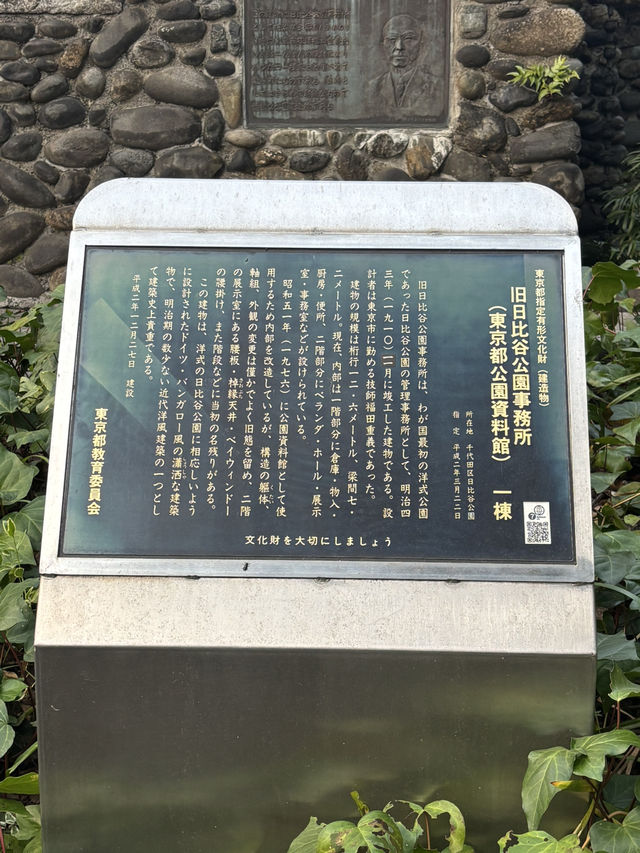 東京都指定有形文化財（建造物）
旧日比谷公園事務所
（東京都公園資料館）　一棟
所在地　千代田区日比谷公園
指　定　平成二年三月二二日
旧日比谷公園事務所は、わが国最初の洋式公園
であった日比谷公園の管理事務所として、明治四
三年（一九一〇）一一月に竣工した建物である。設
計者は東京市に勤める技師福田重義であった。
建物の規模は桁行一二・六メートル、梁間七・
二メートル。現在、内部は一階部分に倉庫・物入・
厨房・便所、二階部分にベランダ・ホール・展示
室・事務室などが設けられている。
昭和五一年（一九七六）に公園資料館として使
用するため内部を改造しているが、構造の軀体、
軸組、外観の変更は僅かでよく旧態を留め、二階
の展示室にある腰板、棹縁天井・ベイウィンドー
の腰掛け、また階段などに当初の名残りがある。
この建物は、洋式の日比谷公園に相応しいよう
に設計されたドイツ・バンガロー風の瀟洒な建築
物で、明治期の数少ない近代洋風建築の一つとし
て建築史上貴重である。
平成二年一二月二七日　建設
東京都教育委員会
文化財を大切にしましょう